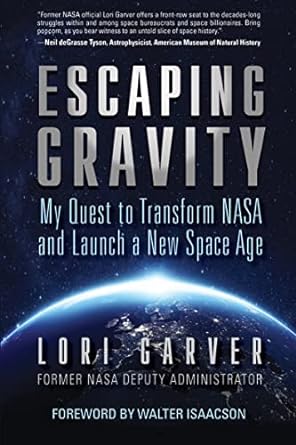 "Former NASA official Lori Garver offers a front-row seat to the decades-long
struggles within and among space bureaucrats and space billionaires. Bring
popcorn, as you bear witness to an untold slice of space history."
—Neil deGrasse Tyson, Astrophysicist, American Museum of Natural History
ESCAPING
GRAVITY
My Quest to Transform NASA
and Launch a New Space Age
LORI GARVER
FORMER NASA DEPUTY ADMINISTRATOR
FOREWORD BY WALTER ISAACSON